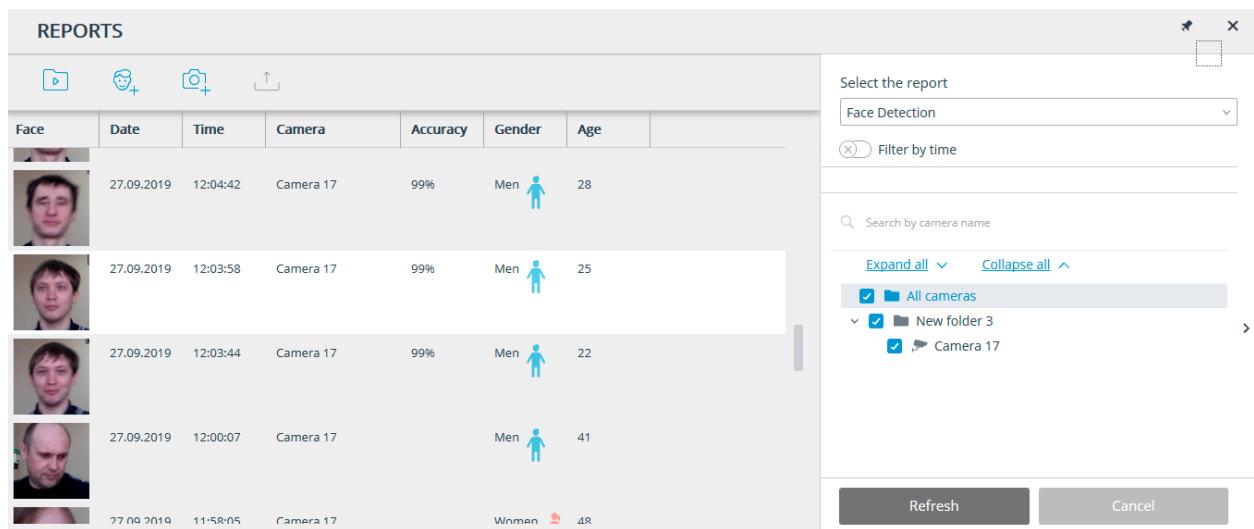 REPORTS
Select the report
Face Detection
Filter by time
Search by camera name
Expand all Collapse all
All cameras
New folder 3
Camera 17
Refresh Cancel
Face Date Time Camera Accuracy Gender Age
27.09.2019 12:04:42 Camera 17 99% Men 28
27.09.2019 12:03:58 Camera 17 99% Men 25
27.09.2019 12:03:44 Camera 17 99% Men 22
27.09.2019 12:00:07 Camera 17 Men 41
27.09.2019 11:58:05 Camera 17 Women 48